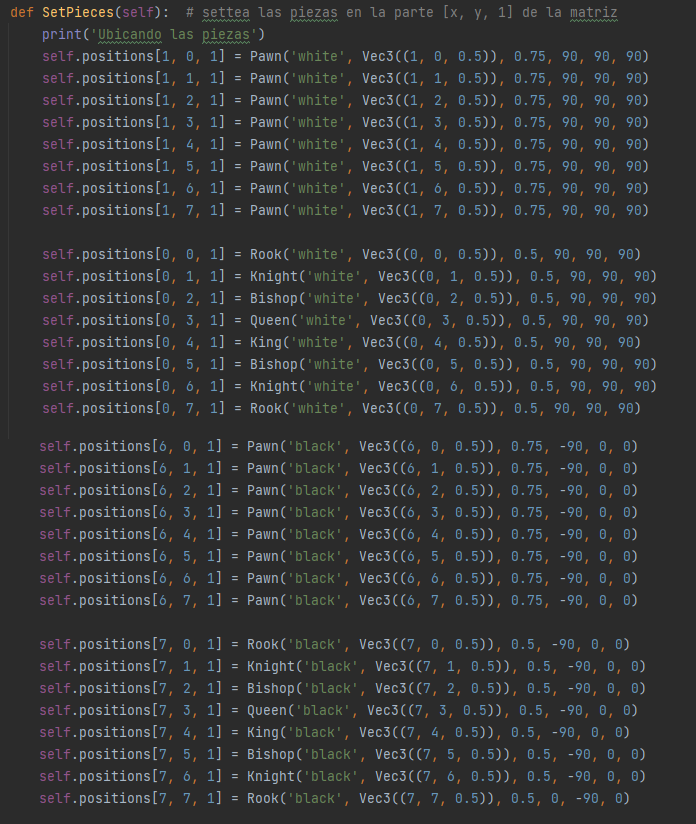 def SetPieces(self):  # settea las piezas en la parte [x, y, 1] de la matriz
    print('Ubicando las piezas')
    self.positions[1, 0, 1] = Pawn('white', Vec3((1, 0, 0.5)), 0.75, 90, 90, 90)
    self.positions[1, 1, 1] = Pawn('white', Vec3((1, 1, 0.5)), 0.75, 90, 90, 90)
    self.positions[1, 2, 1] = Pawn('white', Vec3((1, 2, 0.5)), 0.75, 90, 90, 90)
    self.positions[1, 3, 1] = Pawn('white', Vec3((1, 3, 0.5)), 0.75, 90, 90, 90)
    self.positions[1, 4, 1] = Pawn('white', Vec3((1, 4, 0.5)), 0.75, 90, 90, 90)
    self.positions[1, 5, 1] = Pawn('white', Vec3((1, 5, 0.5)), 0.75, 90, 90, 90)
    self.positions[1, 6, 1] = Pawn('white', Vec3((1, 6, 0.5)), 0.75, 90, 90, 90)
    self.positions[1, 7, 1] = Pawn('white', Vec3((1, 7, 0.5)), 0.75, 90, 90, 90)

    self.positions[0, 0, 1] = Rook('white', Vec3((0, 0, 0.5)), 0.5, 90, 90, 90)
    self.positions[0, 1, 1] = Knight('white', Vec3((0, 1, 0.5)), 0.5, 90, 90, 90)
    self.positions[0, 2, 1] = Bishop('white', Vec3((0, 2, 0.5)), 0.5, 90, 90, 90)
    self.positions[0, 3, 1] = Queen('white', Vec3((0, 3, 0.5)), 0.5, 90, 90, 90)
    self.positions[0, 4, 1] = King('white', Vec3((0, 4, 0.5)), 0.5, 90, 90, 90)
    self.positions[0, 5, 1] = Bishop('white', Vec3((0, 5, 0.5)), 0.5, 90, 90, 90)
    self.positions[0, 6, 1] = Knight('white', Vec3((0, 6, 0.5)), 0.5, 90, 90, 90)
    self.positions[0, 7, 1] = Rook('white', Vec3((0, 7, 0.5)), 0.5, 90, 90, 90)

    self.positions[6, 0, 1] = Pawn('black', Vec3((6, 0, 0.5)), 0.75, -90, 0, 0)
    self.positions[6, 1, 1] = Pawn('black', Vec3((6, 1, 0.5)), 0.75, -90, 0, 0)
    self.positions[6, 2, 1] = Pawn('black', Vec3((6, 2, 0.5)), 0.75, -90, 0, 0)
    self.positions[6, 3, 1] = Pawn('black', Vec3((6, 3, 0.5)), 0.75, -90, 0, 0)
    self.positions[6, 4, 1] = Pawn('black', Vec3((6, 4, 0.5)), 0.75, -90, 0, 0)
    self.positions[6, 5, 1] = Pawn('black', Vec3((6, 5, 0.5)), 0.75, -90, 0, 0)
    self.positions[6, 6, 1] = Pawn('black', Vec3((6, 6, 0.5)), 0.75, -90, 0, 0)
    self.positions[6, 7, 1] = Pawn('black', Vec3((6, 7, 0.5)), 0.75, -90, 0, 0)

    self.positions[7, 0, 1] = Rook('black', Vec3((7, 0, 0.5)), 0.5, -90, 0, 0)
    self.positions[7, 1, 1] = Knight('black', Vec3((7, 1, 0.5)), 0.5, -90, 0, 0)
    self.positions[7, 2, 1] = Bishop('black', Vec3((7, 2, 0.5)), 0.5, -90, 0, 0)
    self.positions[7, 3, 1] = Queen('black', Vec3((7, 3, 0.5)), 0.5, -90, 0, 0)
    self.positions[7, 4, 1] = King('black', Vec3((7, 4, 0.5)), 0.5, -90, 0, 0)
    self.positions[7, 5, 1] = Bishop('black', Vec3((7, 5, 0.5)), 0.5, -90, 0, 0)
    self.positions[7, 6, 1] = Knight('black', Vec3((7, 6, 0.5)), 0.5, -90, 0, 0)
    self.positions[7, 7, 1] = Rook('black', Vec3((7, 7, 0.5)), 0.5, 0, -90, 0)